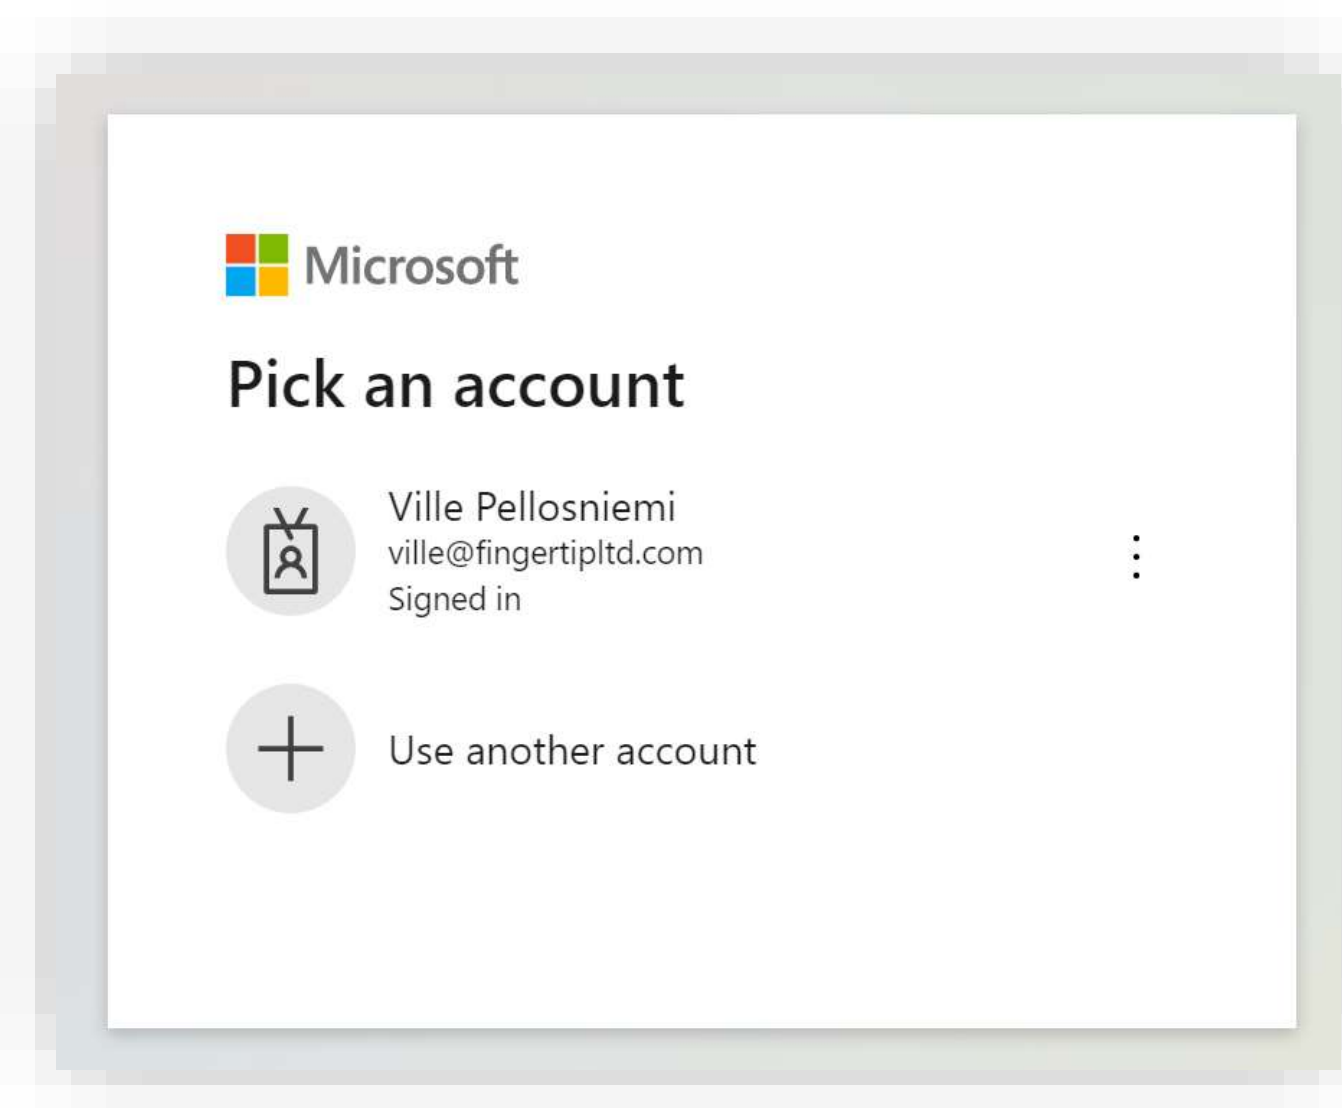 Microsoft
Pick an account
Ville Pellosniemi
ville@fingertipltd.com
Signed in
Use another account